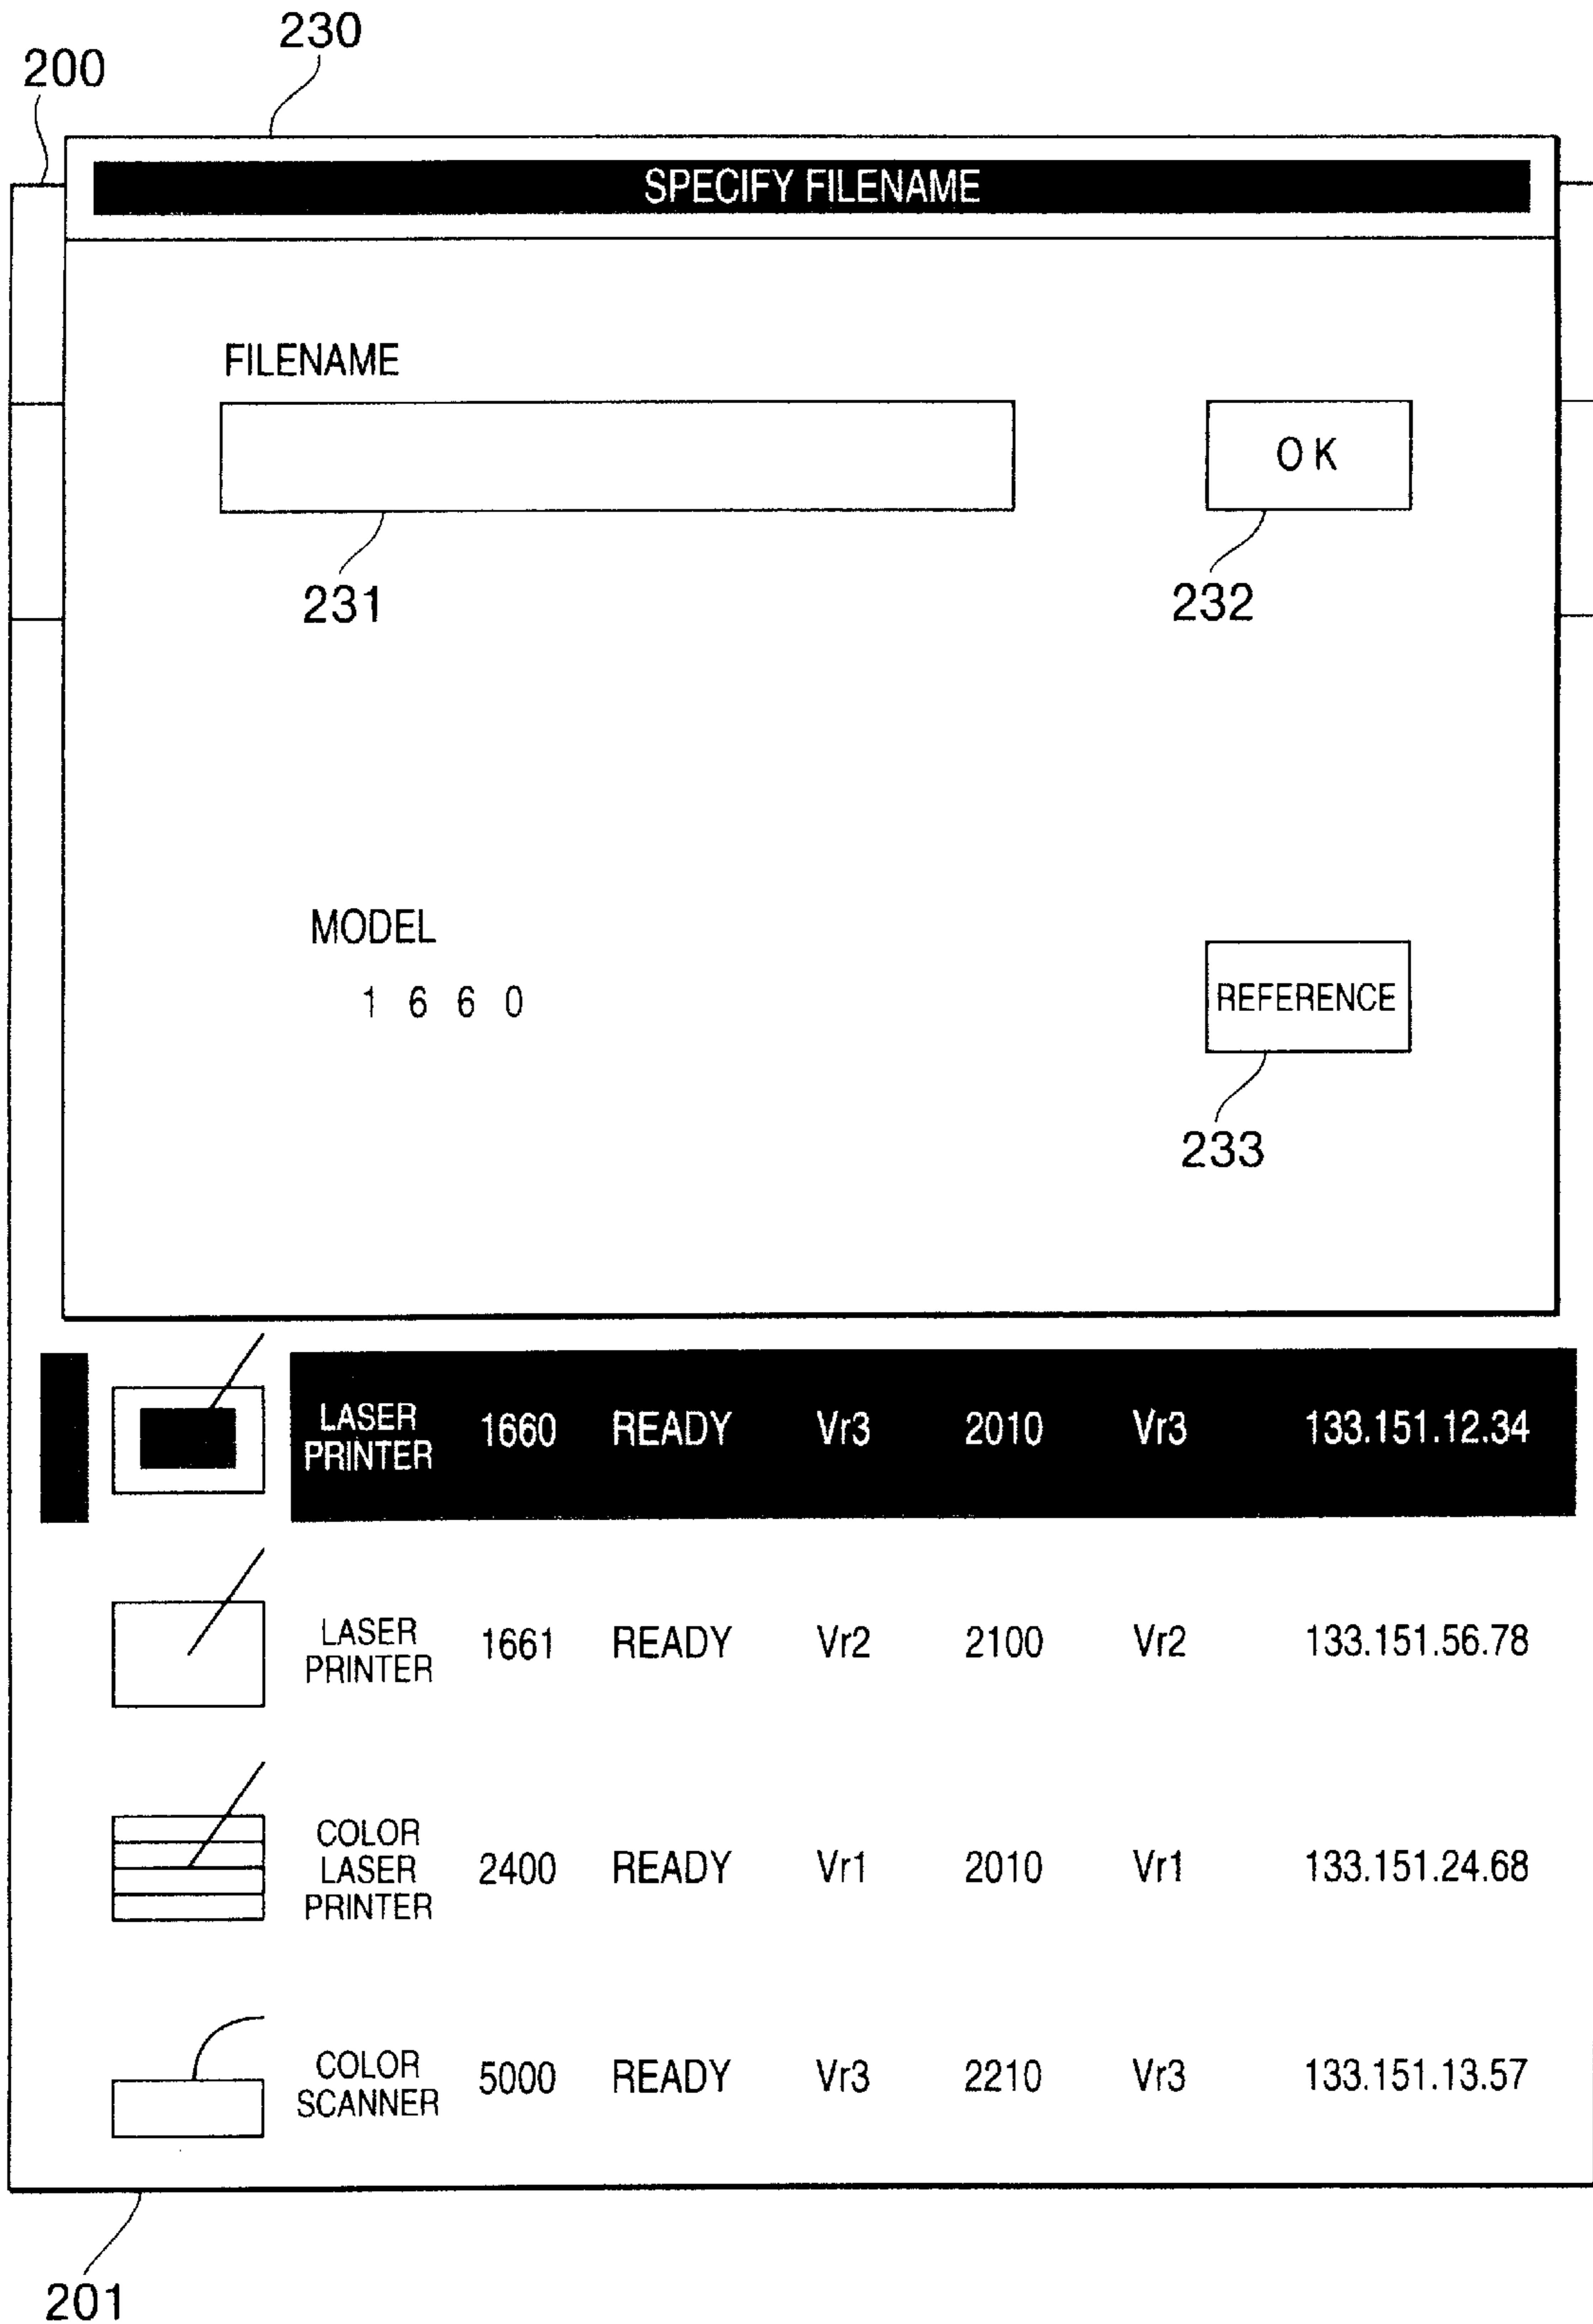 230
200
SPECIFY FILENAME
FILENAME
OK
231
232
MODEL
1 6 6 0
REFERENCE
233
LASER PRINTER 1660 READY Vr3 2010 Vr3 133.151.12.34
LASER PRINTER 1661 READY Vr2 2100 Vr2 133.151.56.78
COLOR LASER PRINTER 2400 READY Vr1 2010 Vr1 133.151.24.68
COLOR SCANNER 5000 READY Vr3 2210 Vr3 133.151.13.57
201